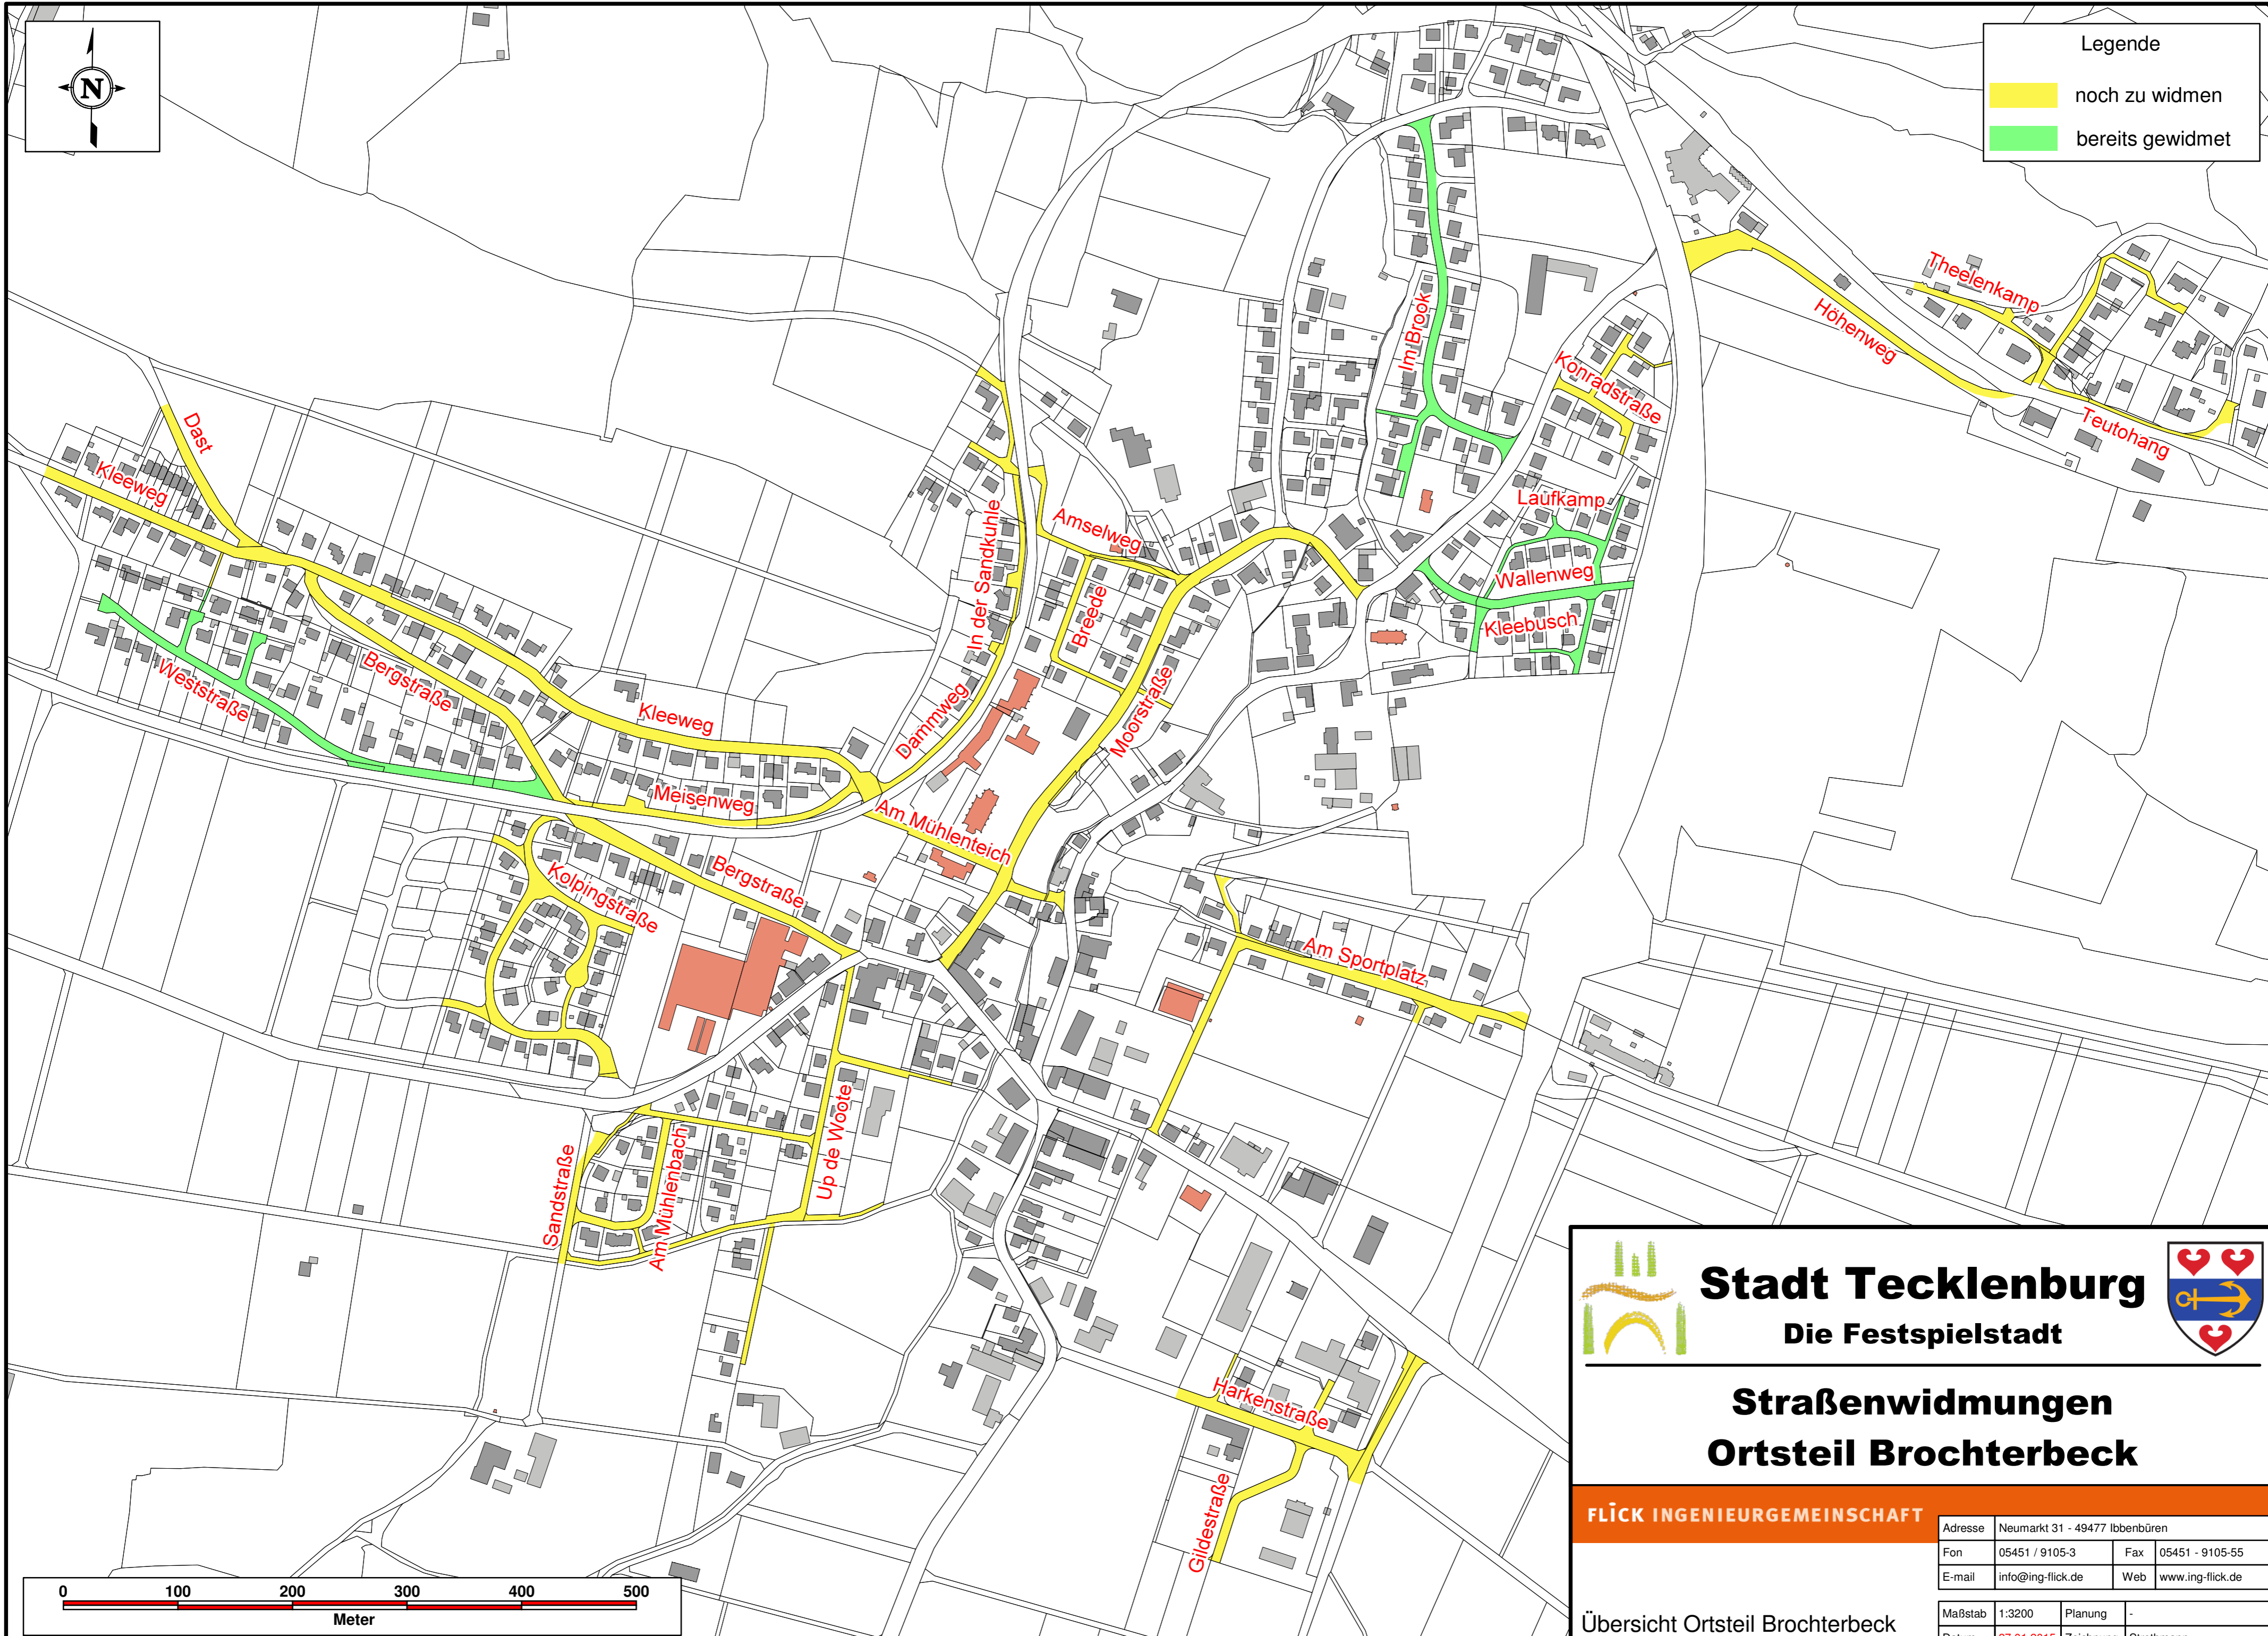 N
Legende
noch zu widmen
bereits gewidmet
Theelenkamp
Höhenweg
Teutohang
Im Brook
Konradstraße
Dast
Kleeweg
Laufkamp
Amselweg
In der Sandkuhle
Wallenweg
Breede
Kleebusch
Weststraße
Bergstraße
Kleeweg
Dammweg
Moorstraße
Meisenweg
Am Mühlenteich
Bergstraße
Kolpingstraße
Am Sportplatz
Up de Woote
Sandstraße
Am Mühlenbach
Harkenstraße
Gildestraße
Stadt Tecklenburg
Die Festspielstadt
Straßenwidmungen
Ortsteil Brochterbeck
FLICK INGENIEURGEMEINSCHAFT
Adresse Neumarkt 31 - 49477 Ibbenbüren
Fon 05451 / 9105-3 Fax 05451 - 9105-55
E-mail info@ing-flick.de Web www.ing-flick.de
Übersicht Ortsteil Brochterbeck
Maßstab 1:3200 Planung -
0 100 200 300 400 500
Meter